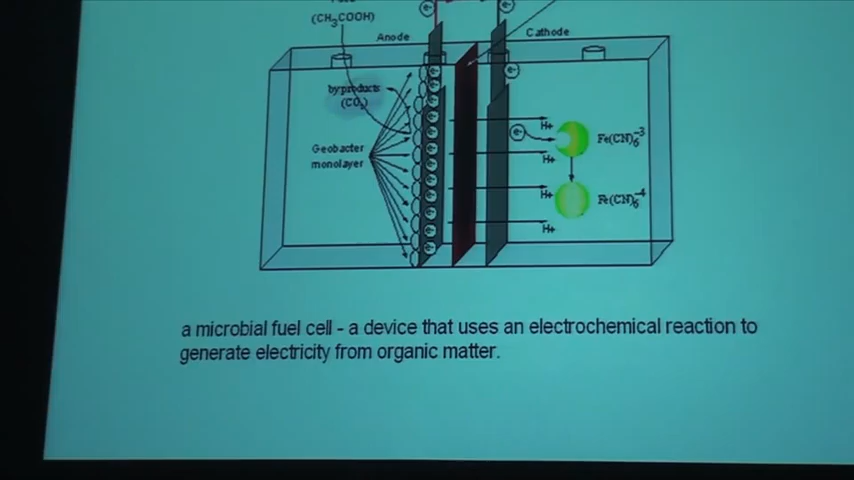 (CH3COOH)
Anode
Cathode
byproducts
(CO2)
Geobacter
monolayer
e
H+
H+
H+
H+
Fe(CN)6-3
Fe(CN)6-4
a microbial fuel cell - a device that uses an electrochemical reaction to
generate electricity from organic matter.